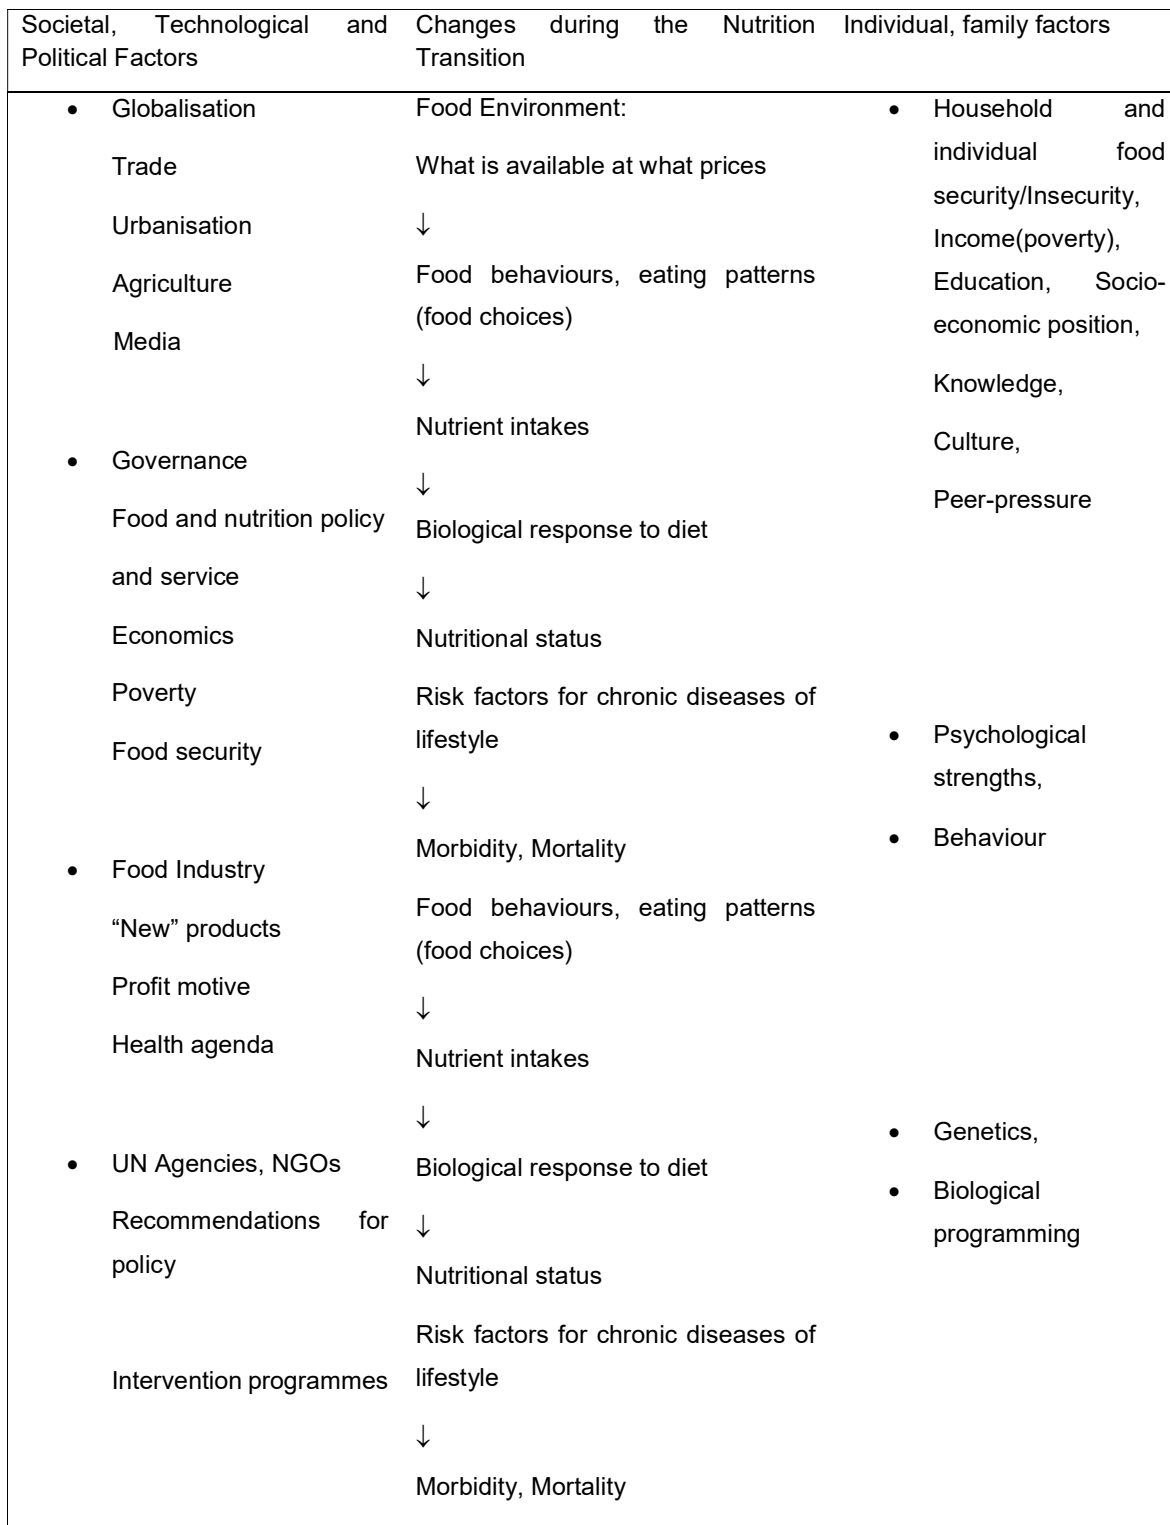 Societal, Technological and
Political Factors
Changes during the Nutrition
Transition
Individual, family factors
• Globalisation
Trade
Urbanisation
Agriculture
Media
• Governance
Food and nutrition policy
and service
Economics
Poverty
Food security
• Food Industry
“New” products
Profit motive
Health agenda
• UN Agencies, NGOs
Recommendations for
policy
Intervention programmes
Food Environment:
What is available at what prices
↓
Food behaviours, eating patterns
(food choices)
↓
Nutrient intakes
↓
Biological response to diet
↓
Nutritional status
Risk factors for chronic diseases of
lifestyle
↓
Morbidity, Mortality
Food behaviours, eating patterns
(food choices)
↓
Nutrient intakes
↓
Biological response to diet
↓
Nutritional status
Risk factors for chronic diseases of
lifestyle
↓
Morbidity, Mortality
• Household and
individual food
security/Insecurity,
Income(poverty),
Education, Socio-
economic position,
Knowledge,
Culture,
Peer-pressure
• Psychological
strengths,
• Behaviour
• Genetics,
• Biological
programming